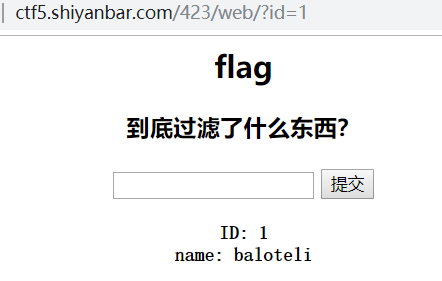 ctf5.shiyanbar.com/423/web/?id=1
flag
到底过滤了什么东西?
提交
ID: 1
name: baloteli